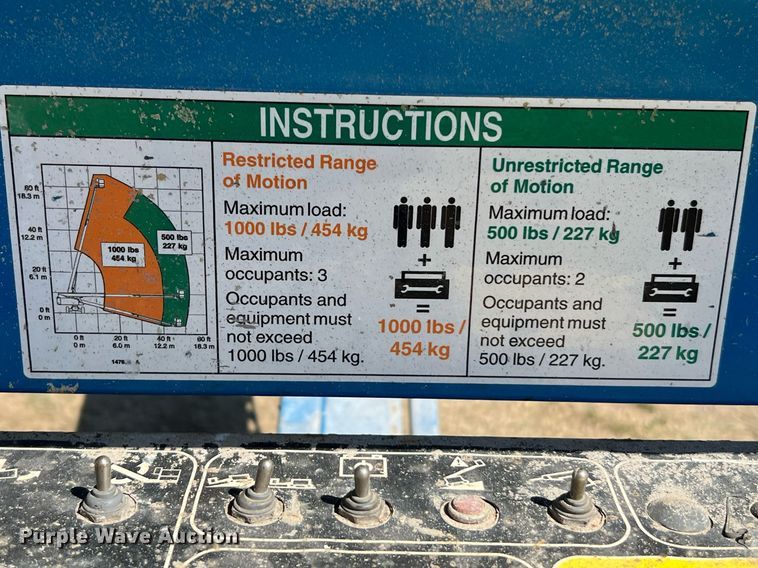 INSTRUCTIONS
60 ft
18.3 m
40 ft
12.2 m
20 ft
6.1 m
0 ft
0 m
1000 lbs
454 kg
500 lbs
227 kg
0 ft
0 m
20 ft
6.0 m
40 ft
12.2 m
60 ft
18.3 m
Restricted Range
of Motion
Maximum load:
1000 lbs / 454 kg
Maximum
occupants: 3
Occupants and
equipment must
not exceed
1000 lbs / 454 kg.
+
=
1000 lbs /
454 kg
Unrestricted Range
of Motion
Maximum load:
500 lbs / 227 kg
Maximum
occupants: 2
Occupants and
equipment must
not exceed
500 lbs / 227 kg.
+
=
500 lbs /
227 kg
Purple Wave Auction